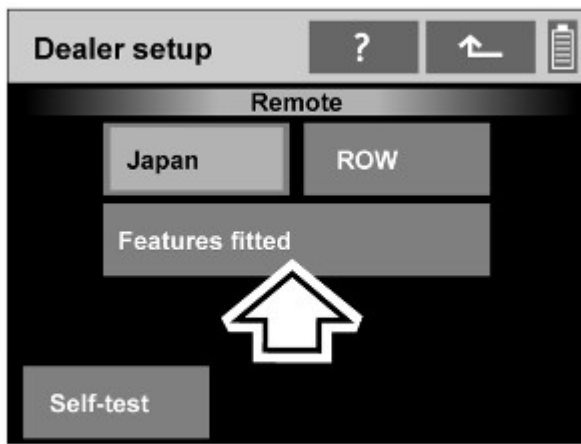 Dealer setup ?
Remote
Japan ROW
Features fitted
Self-test